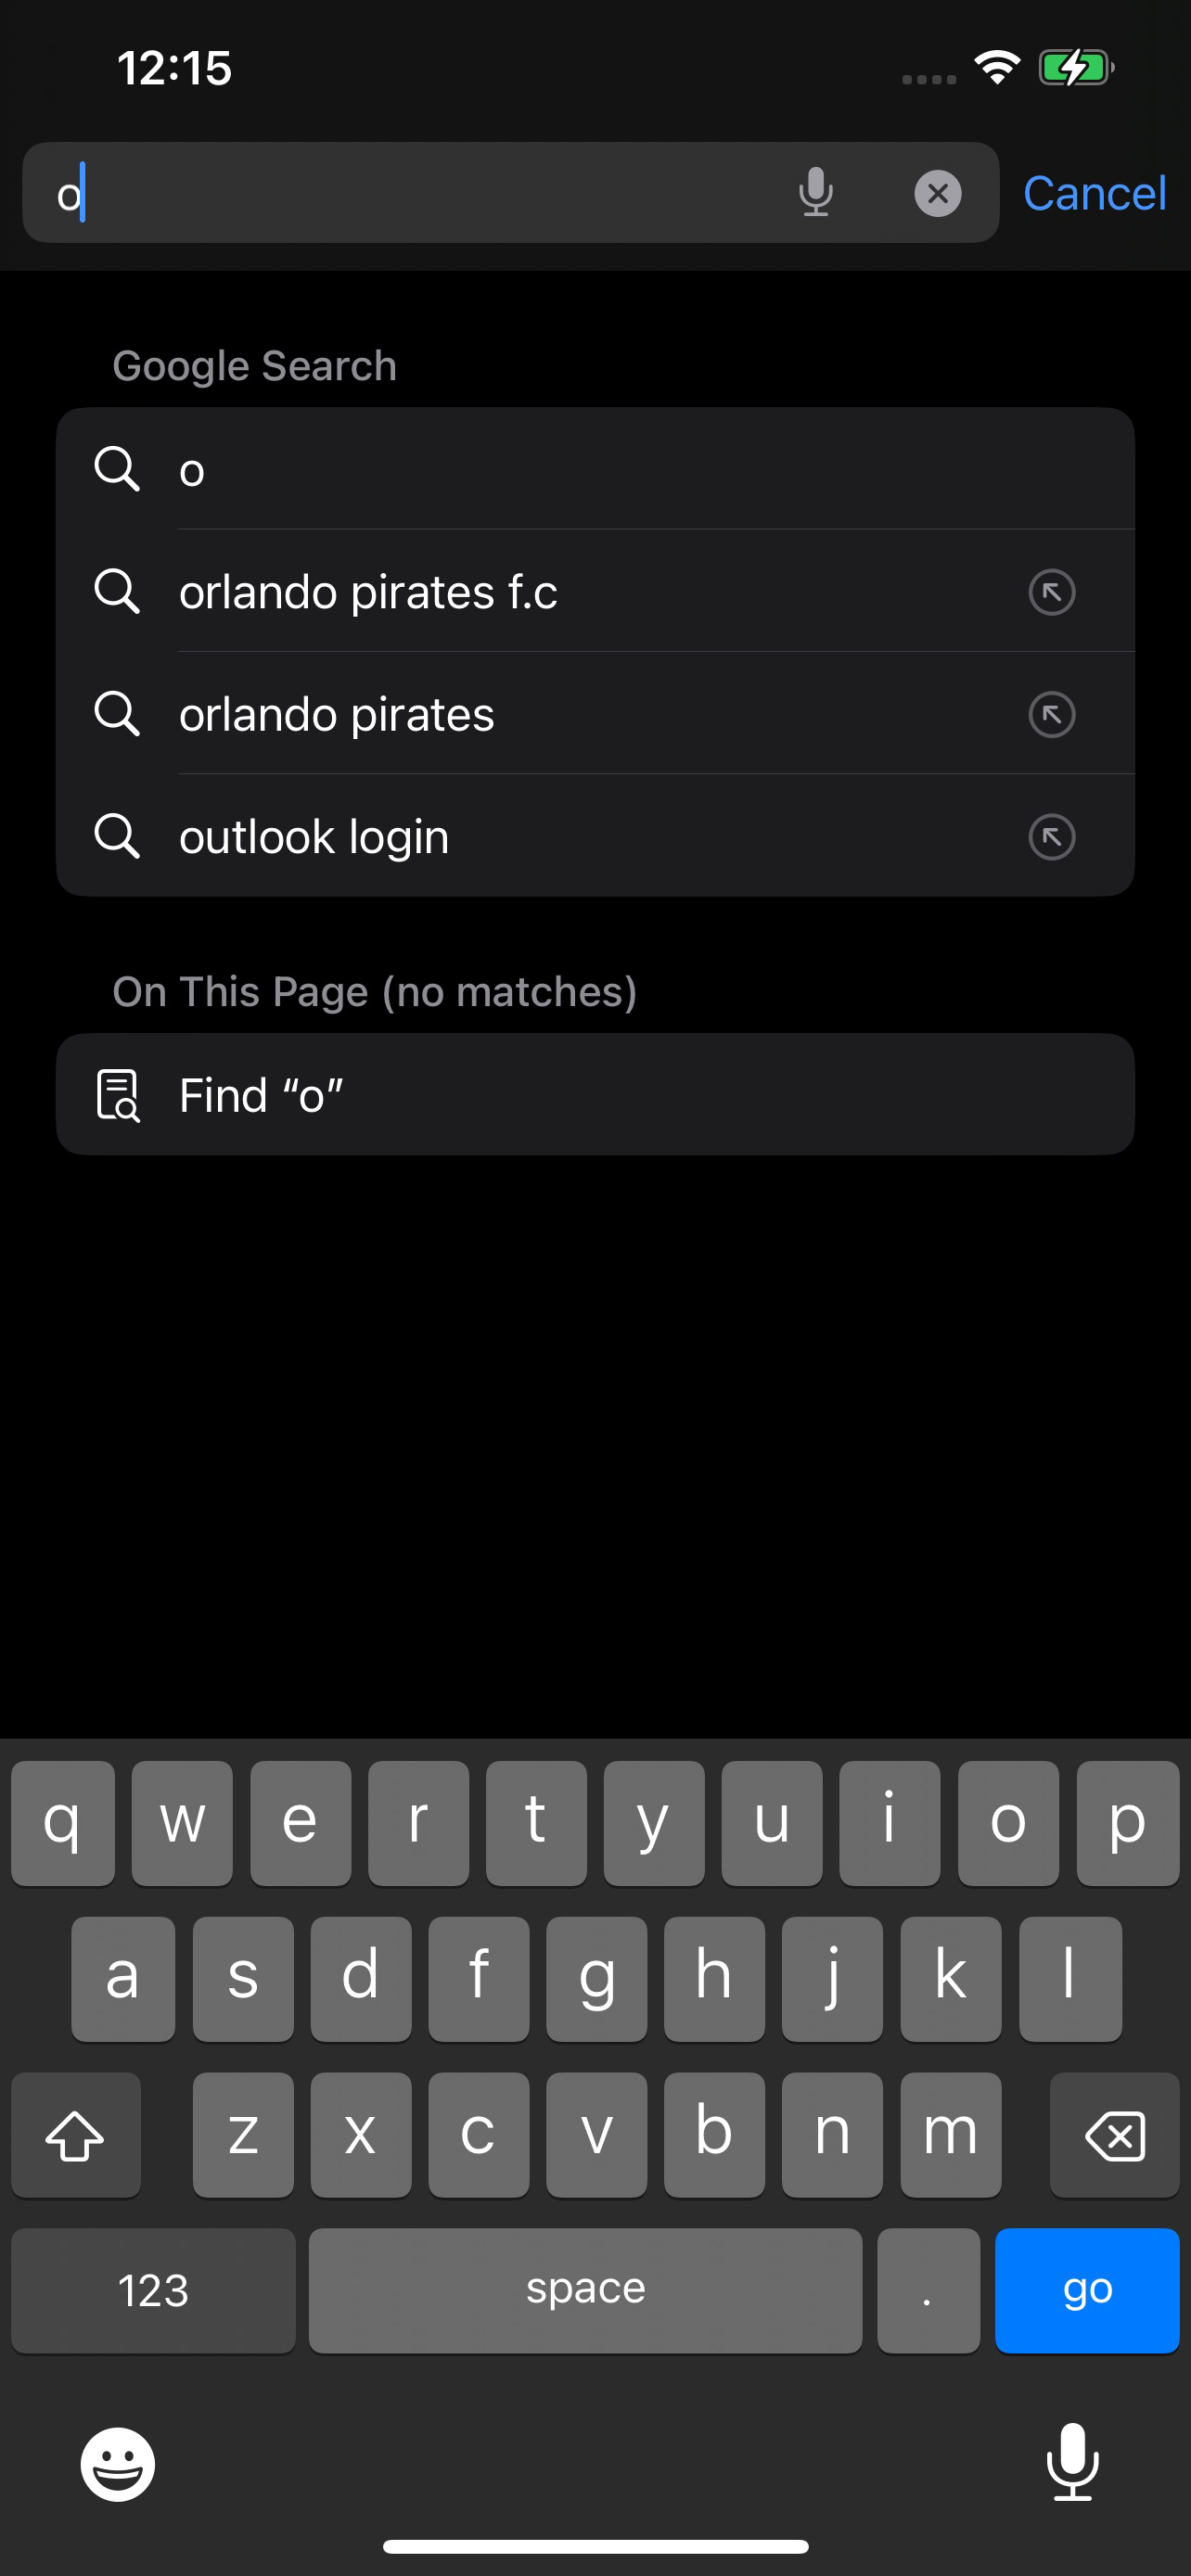 12:15
o
Cancel
Google Search
o
orlando pirates f.c
orlando pirates
outlook login
On This Page (no matches)
Find “o”
q w e r t y u i o p
a s d f g h j k l
z x c v b n m
123 space . go